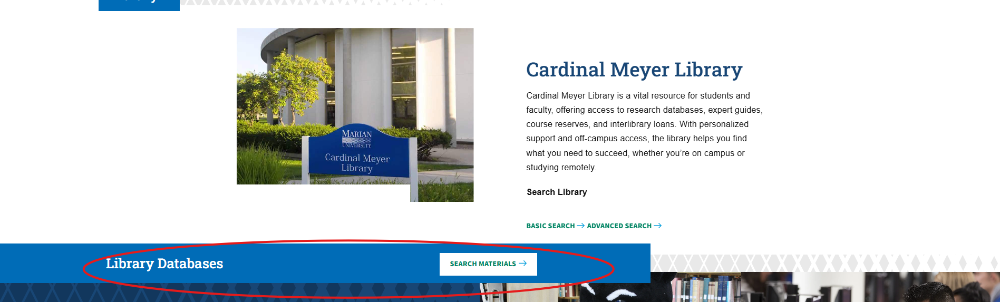 MARIAN
UNIVERSITY
Cardinal Meyer
Library
Cardinal Meyer Library
Cardinal Meyer Library is a vital resource for students and
faculty, offering access to research databases, expert guides,
course reserves, and interlibrary loans. With personalized
support and off-campus access, the library helps you find
what you need to succeed, whether you’re on campus or
studying remotely.
Search Library
BASIC SEARCH → ADVANCED SEARCH →
Library Databases
SEARCH MATERIALS →